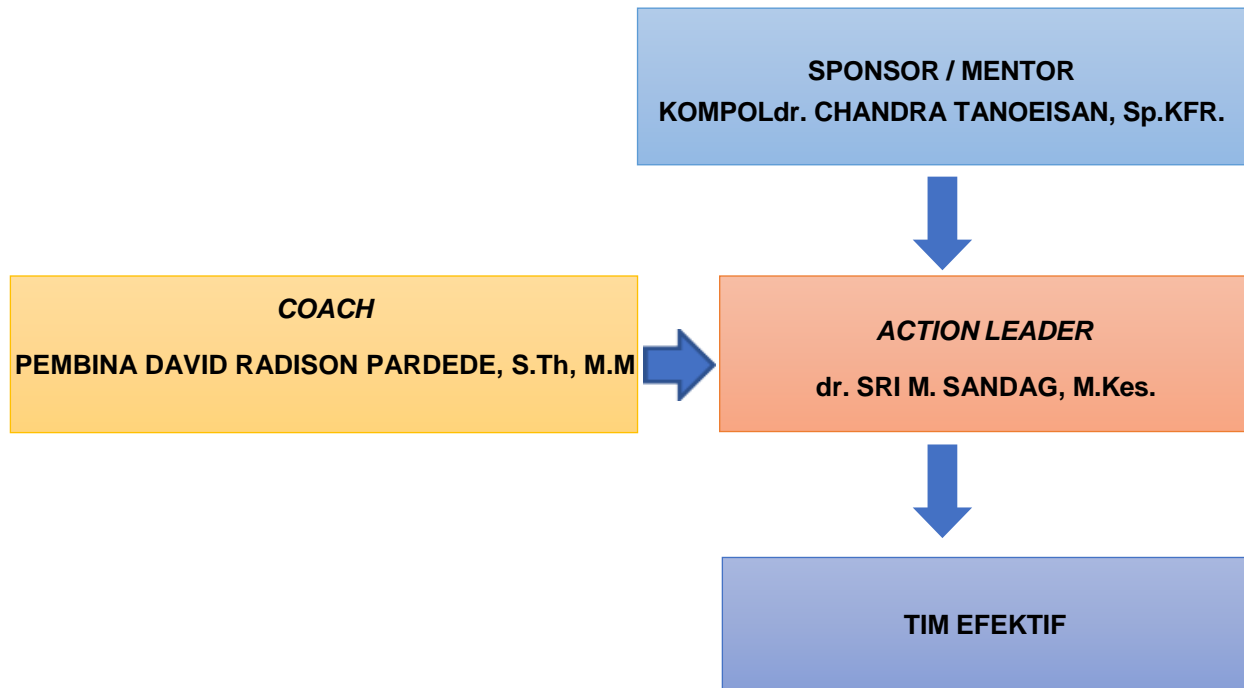 SPONSOR / MENTOR
KOMPOLdr. CHANDRA TANOEISAN, Sp.KFR.
COACH
PEMBINA DAVID RADISON PARDEDE, S.Th, M.M
ACTION LEADER
dr. SRI M. SANDAG, M.Kes.
TIM EFEKTIF